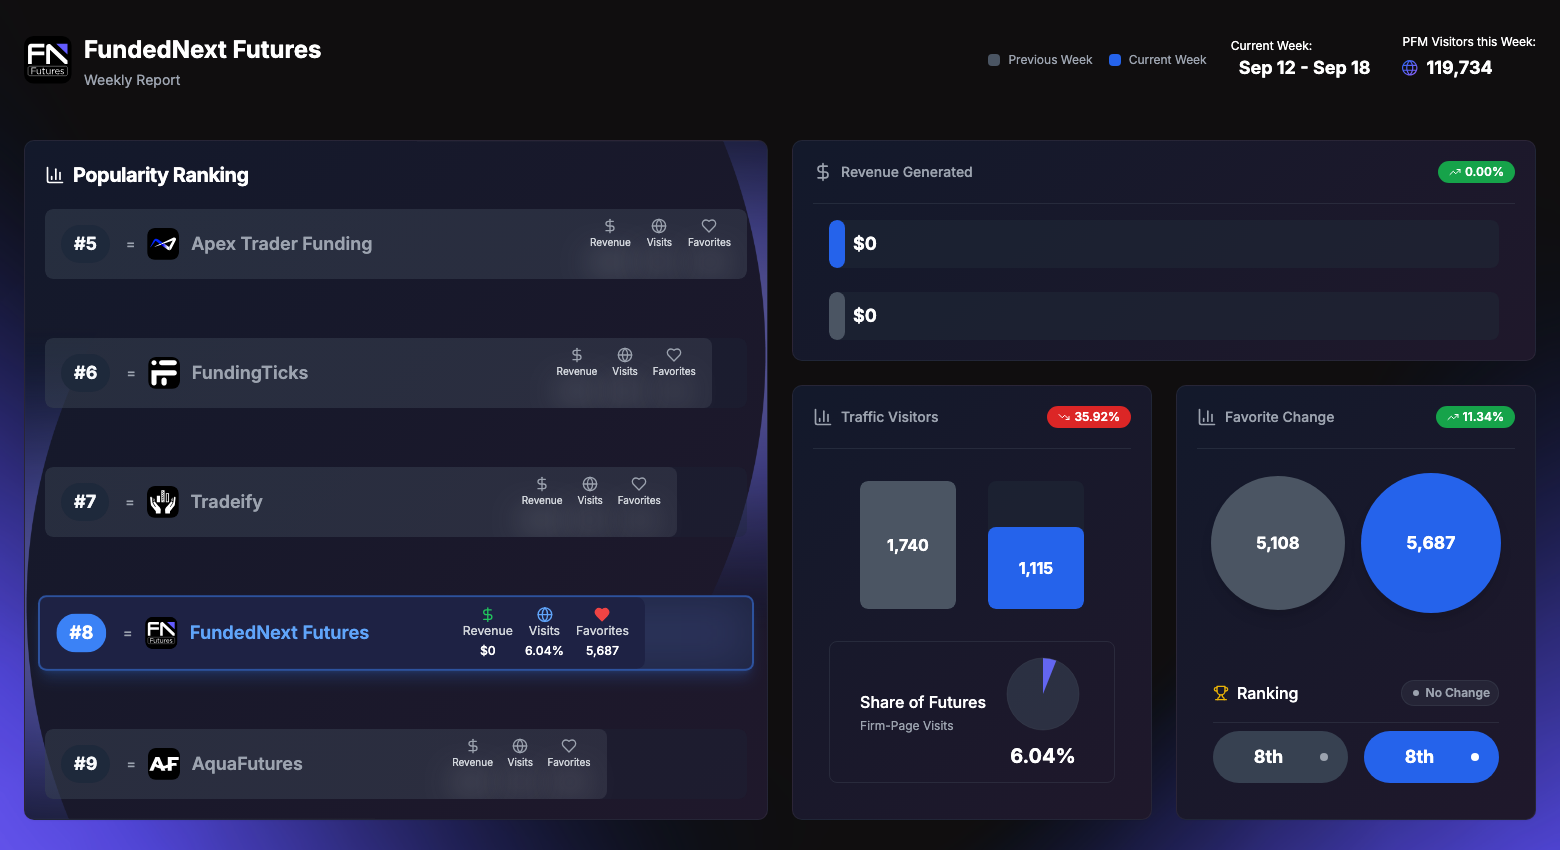 FN
Futures
FundedNext Futures
Weekly Report
Previous Week
Current Week
Current Week:
Sep 12 - Sep 18
PFM Visitors this Week:
119,734
Popularity Ranking
#5
=
Apex Trader Funding
Revenue
Visits
Favorites
#6
=
FundingTicks
Revenue
Visits
Favorites
#7
=
Tradeify
Revenue
Visits
Favorites
#8
=
FN
Futures
FundedNext Futures
Revenue
Visits
Favorites
$0
6.04%
5,687
#9
=
AF
AquaFutures
Revenue
Visits
Favorites
Revenue Generated
0.00%
$0
$0
Traffic Visitors
35.92%
1,740
1,115
Share of Futures
Firm-Page Visits
6.04%
Favorite Change
11.34%
5,108
5,687
Ranking
No Change
8th
8th